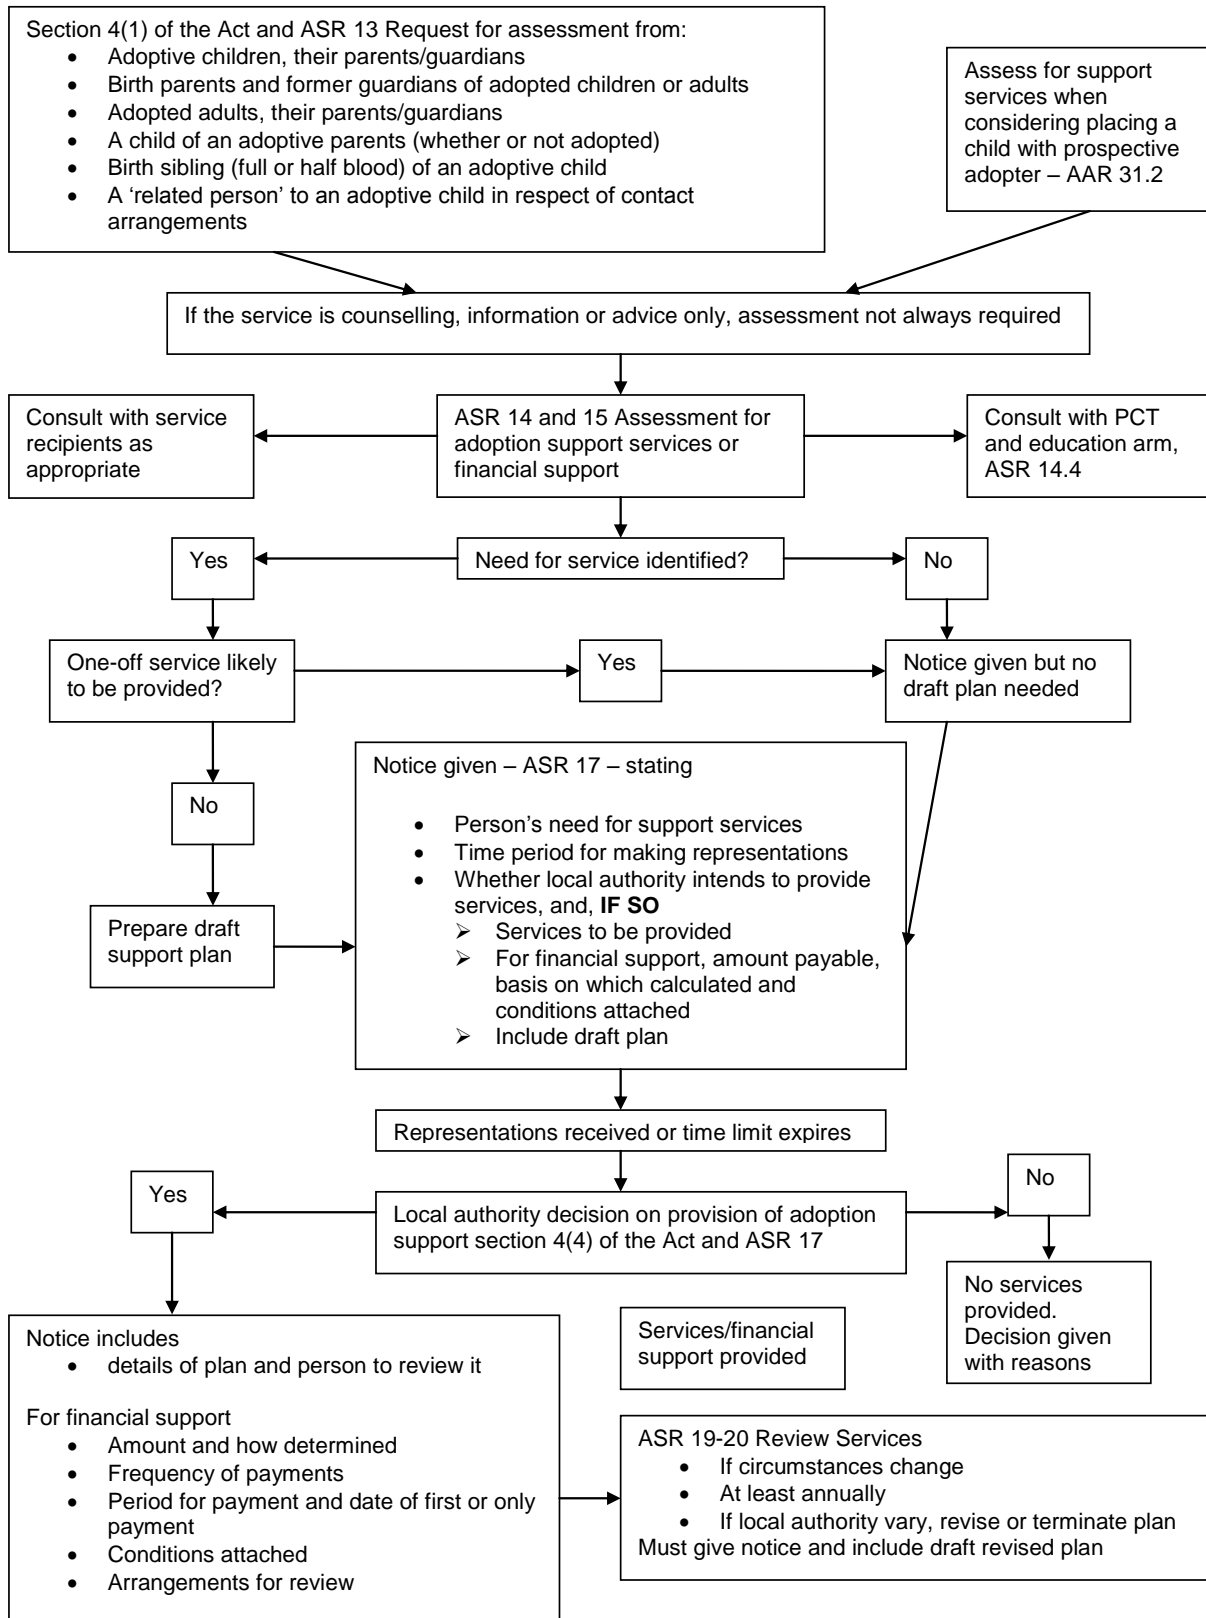 Section 4(1) of the Act and ASR 13 Request for assessment from:
• Adoptive children, their parents/guardians
• Birth parents and former guardians of adopted children or adults
• Adopted adults, their parents/guardians
• A child of an adoptive parents (whether or not adopted)
• Birth sibling (full or half blood) of an adoptive child
• A ‘related person’ to an adoptive child in respect of contact
arrangements
Assess for support
services when
considering placing a
child with prospective
adopter – AAR 31.2
If the service is counselling, information or advice only, assessment not always required
Consult with service
recipients as
appropriate
ASR 14 and 15 Assessment for
adoption support services or
financial support
Consult with PCT
and education arm,
ASR 14.4
Yes
Need for service identified?
No
One-off service likely
to be provided?
Yes
Notice given but no
draft plan needed
No
Prepare draft
support plan
Notice given – ASR 17 – stating
• Person’s need for support services
• Time period for making representations
• Whether local authority intends to provide
services, and, IF SO
➢ Services to be provided
➢ For financial support, amount payable,
basis on which calculated and
conditions attached
➢ Include draft plan
Representations received or time limit expires
Yes
Local authority decision on provision of adoption
support section 4(4) of the Act and ASR 17
No
No services
provided.
Decision given
with reasons
Notice includes
• details of plan and person to review it
For financial support
• Amount and how determined
• Frequency of payments
• Period for payment and date of first or only
payment
• Conditions attached
• Arrangements for review
Services/financial
support provided
ASR 19-20 Review Services
• If circumstances change
• At least annually
• If local authority vary, revise or terminate plan
Must give notice and include draft revised plan